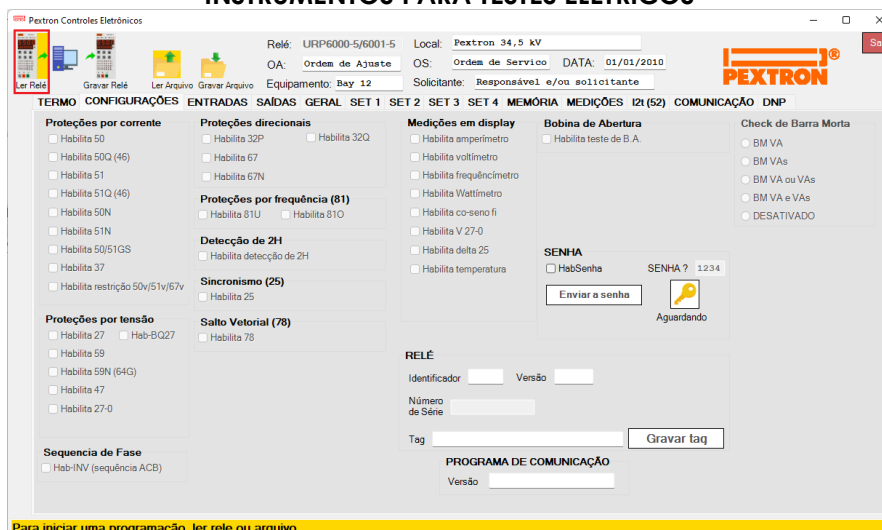 INSTRUMENTOS PARA TESTES ELÉTRICOS
Pextron Controles Eletrônicos
Relé: URP6000-5/6001-5 Local: Pextron 34,5 kV
OA: Ordem de Ajuste OS: Ordem de Servico DATA: 01/01/2010
Equipamento: Bay 12 Solicitante: Responsável e/ou solicitante
Ler Relé Gravar Relé Ler Arquivo Gravar Arquivo
PEXTRON®
Sa
TERMO CONFIGURAÇÕES ENTRADAS SAÍDAS GERAL SET 1 SET 2 SET 3 SET 4 MEMÓRIA MEDIÇÕES I2t (52) COMUNICAÇÃO DNP
Proteções por corrente
Habilita 50
Habilita 50Q (46)
Habilita 51
Habilita 51Q (46)
Habilita 50N
Habilita 51N
Habilita 50/51GS
Habilita 37
Habilita restrição 50v/51v/67v
Proteções por tensão
Habilita 27 Hab-BQ27
Habilita 59
Habilita 59N (64G)
Habilita 47
Habilita 27-0
Sequencia de Fase
Hab-INV (sequência ACB)
Proteções direcionais
Habilita 32P Habilita 32Q
Habilita 67
Habilita 67N
Proteções por frequência (81)
Habilita 81U Habilita 81O
Detecção de 2H
Habilita detecção de 2H
Sincronismo (25)
Habilita 25
Salto Vetorial (78)
Habilita 78
Medições em display
Habilita amperímetro
Habilita voltímetro
Habilita frequêncímetro
Habilita Wattímetro
Habilita co-seno fi
Habilita V 27-0
Habilita delta 25
Habilita temperatura
Bobina de Abertura
Habilita teste de B.A.
SENHA
HabSenha SENHA ? 1234
Enviar a senha
Aguardando
Check de Barra Morta
BM VA
BM VAs
BM VA ou VAs
BM VA e VAs
DESATIVADO
RELÉ
Identificador Versão
Número
de Série
Tag Gravar tag
PROGRAMA DE COMUNICAÇÃO
Versão
Para iniciar uma programação, ler rele ou arquivo